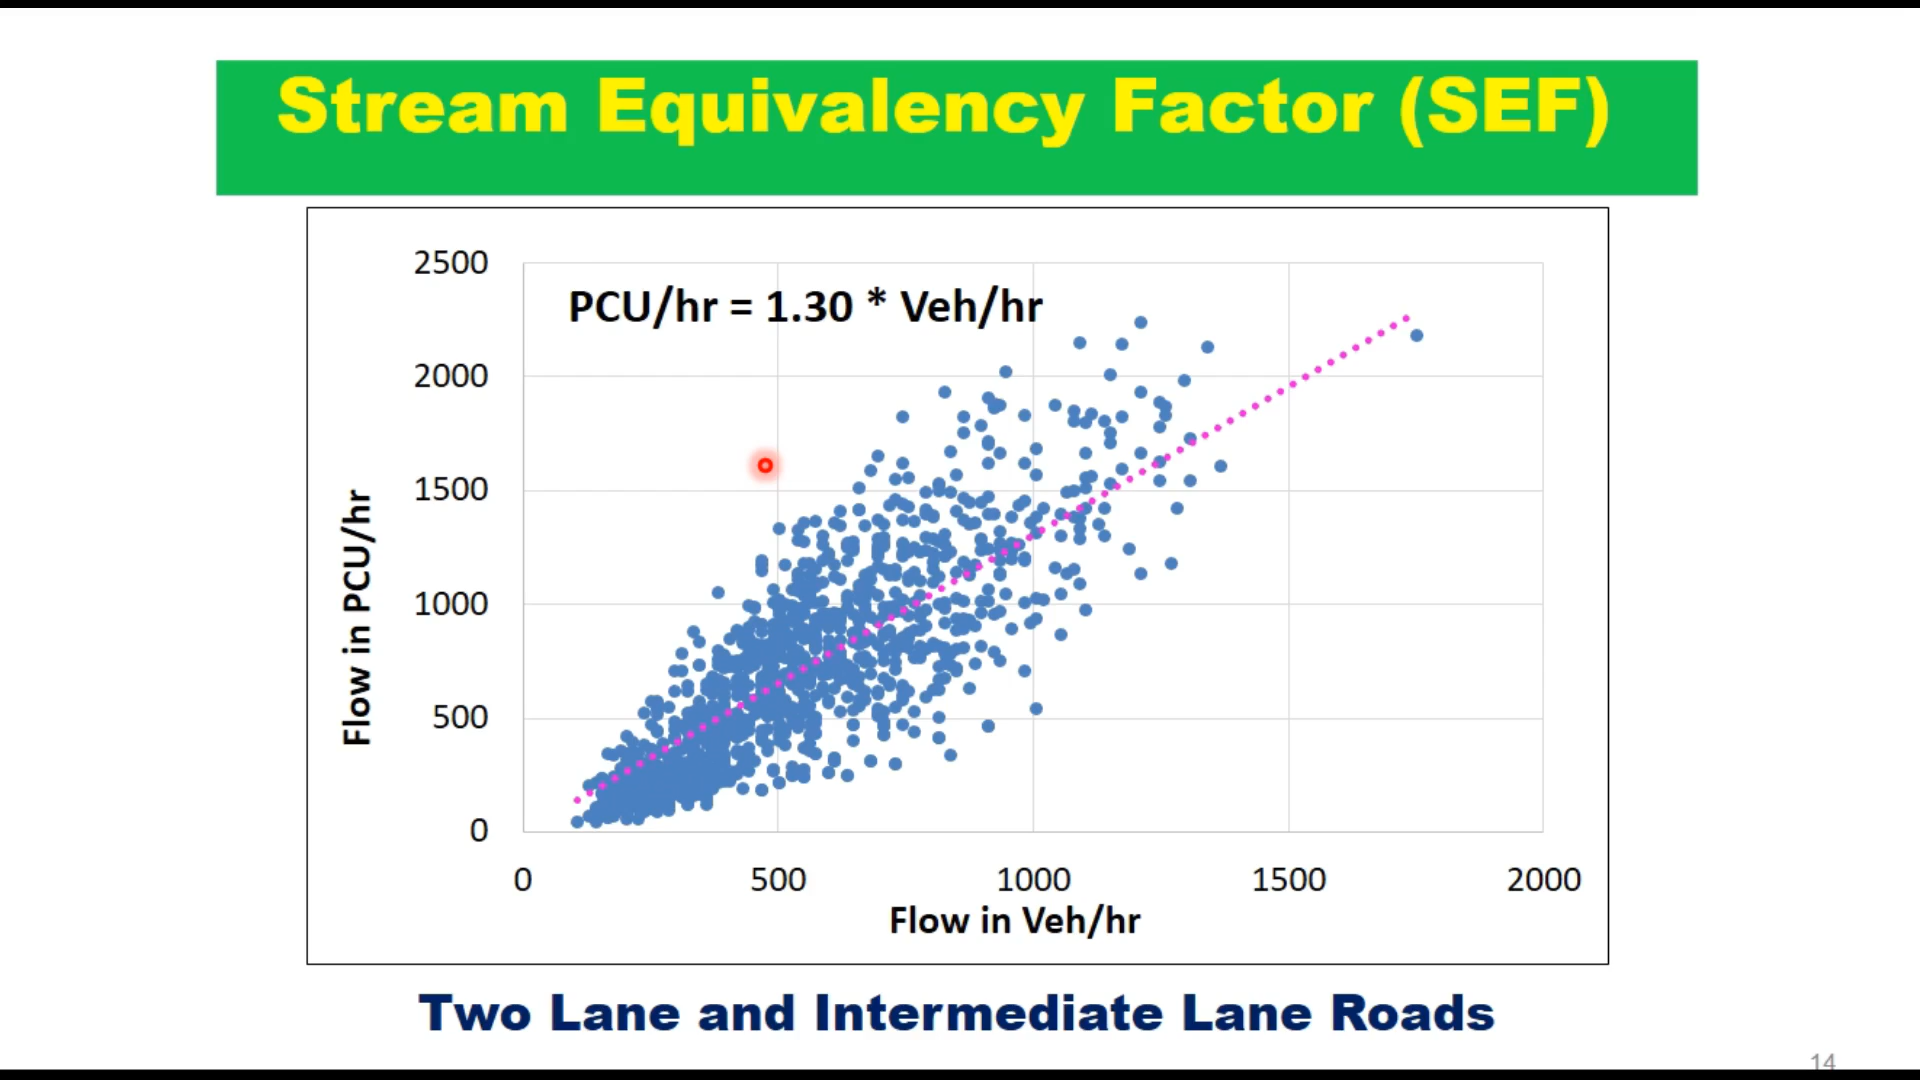 Stream Equivalency Factor (SEF)
PCU/hr = 1.30 * Veh/hr
2500
2000
1500
1000
500
0
Flow in PCU/hr
0 500 1000 1500 2000
Flow in Veh/hr
Two Lane and Intermediate Lane Roads
14